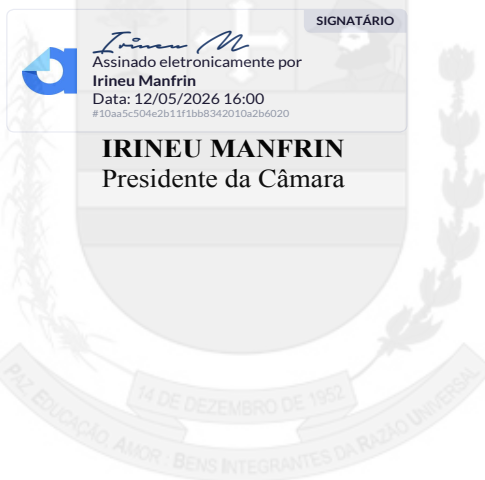 SIGNATÁRIO
Irineu M
Assinado eletronicamente por
Irineu Manfrin
Data: 12/05/2026 16:00
#10aa5c504e2b11f1bb8342010a2b6020
IRINEU MANFRIN
Presidente da Câmara
14 DE DEZEMBRO DE 1952
PAZ, EDUCAÇÃO, AMOR : BENS INTEGRANTES DA RAZÃO UNIVERSAL